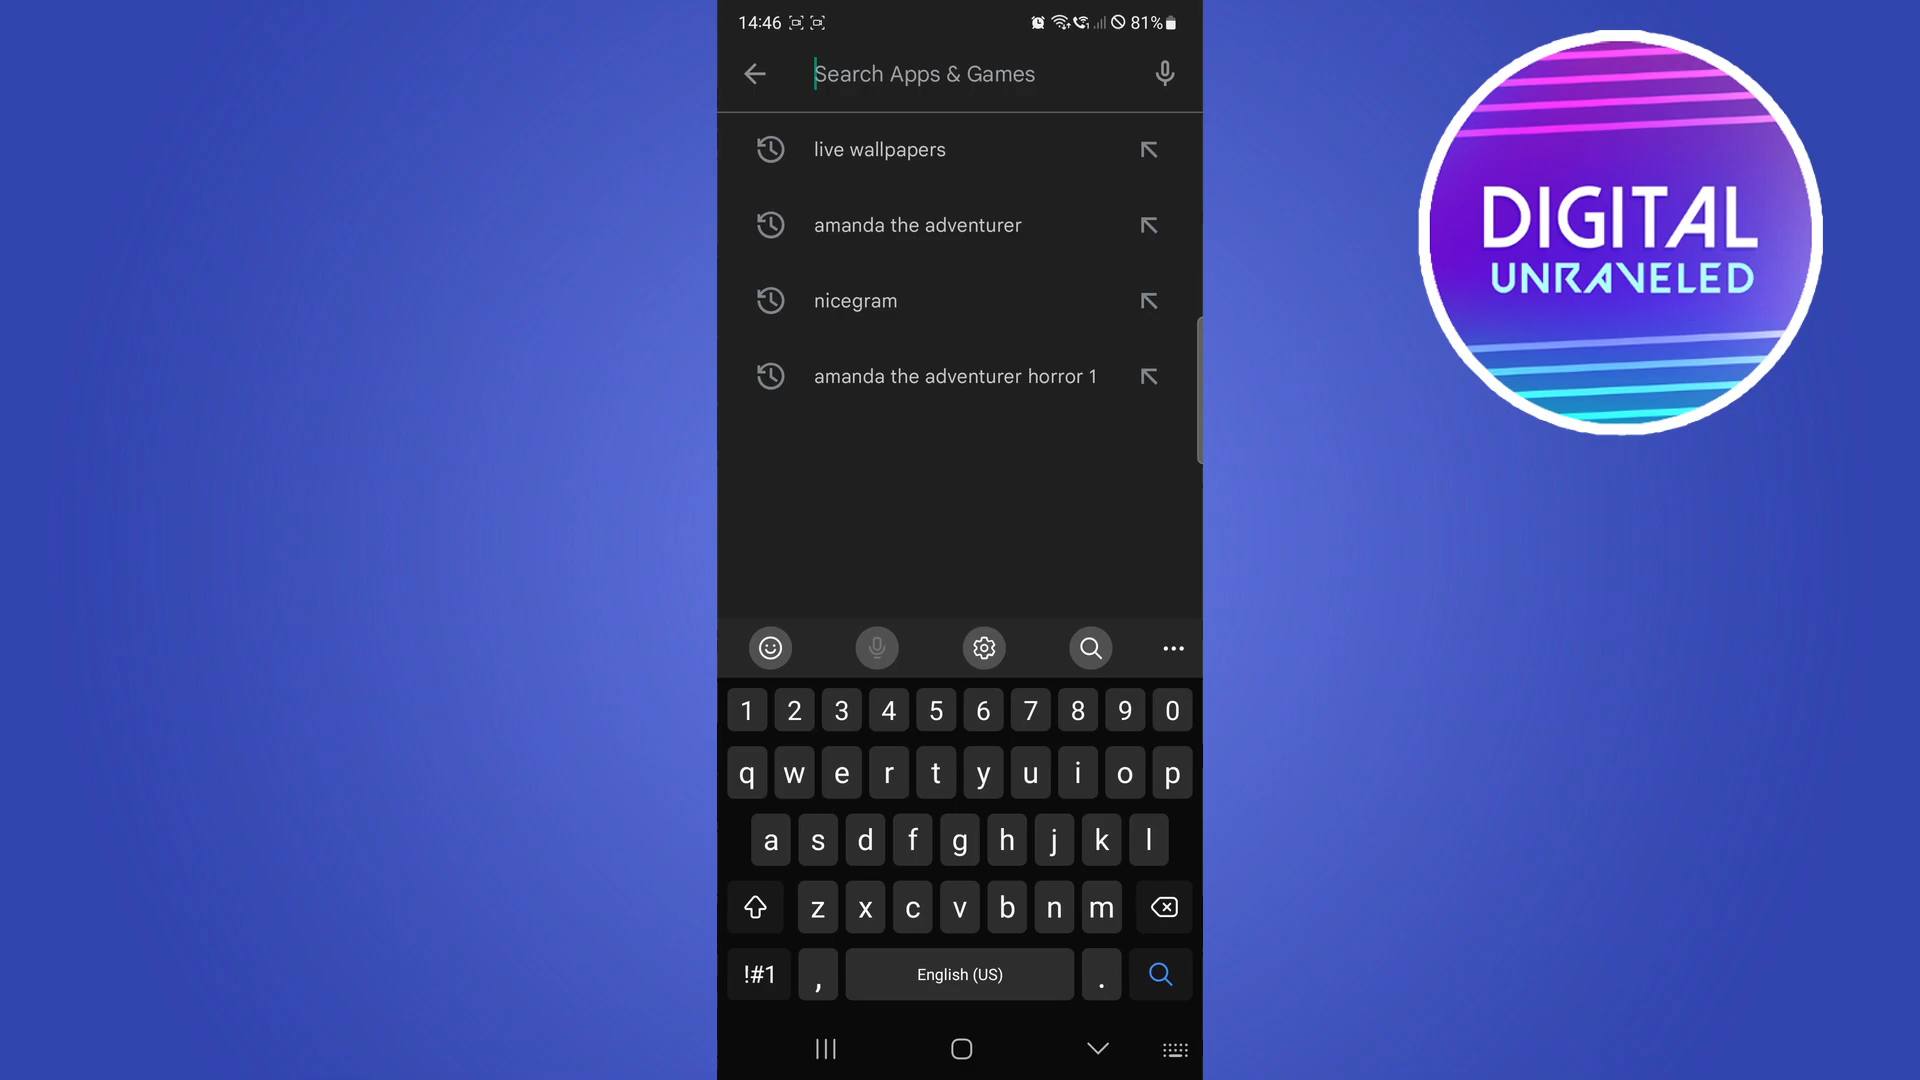 14:46
81%
Search Apps & Games
live wallpapers
amanda the adventurer
nicegram
amanda the adventurer horror 1
1 2 3 4 5 6 7 8 9 0
q w e r t y u i o p
a s d f g h j k l
z x c v b n m
!#1 , English (US) .
DIGITAL
UNRAVELED